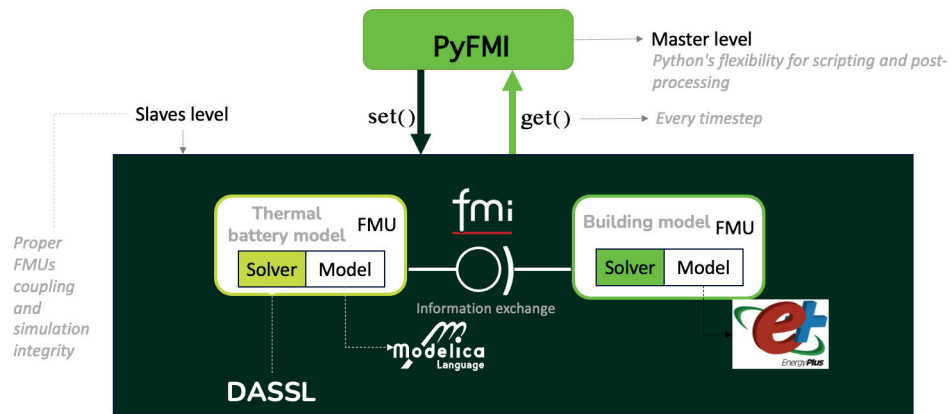 PyFMI
Master level
Python's flexibility for scripting and post-
processing
Slaves level
set()
get()
Every timestep
fmi
Thermal
battery model
FMU
Solver
Model
Building model
FMU
Solver
Model
Proper
FMUs
coupling
and
simulation
integrity
Information exchange
Modelica
Language
DASSL
e+
EnergyPlus